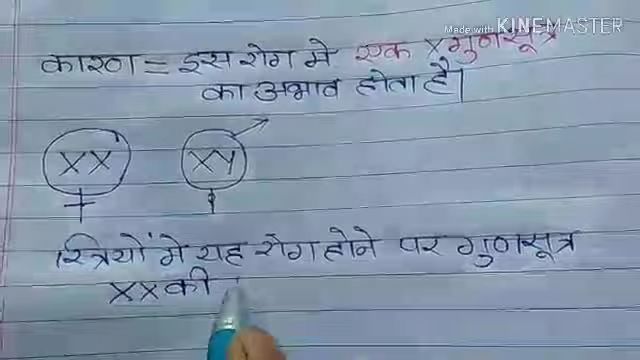 Made with KINEMASTER
कारण = इस रोग मे एक X गुणसूत्र
का अभाव होता है।
XX XY
स्त्रियों मे यह रोग होने पर गुणसूत्र
XX की